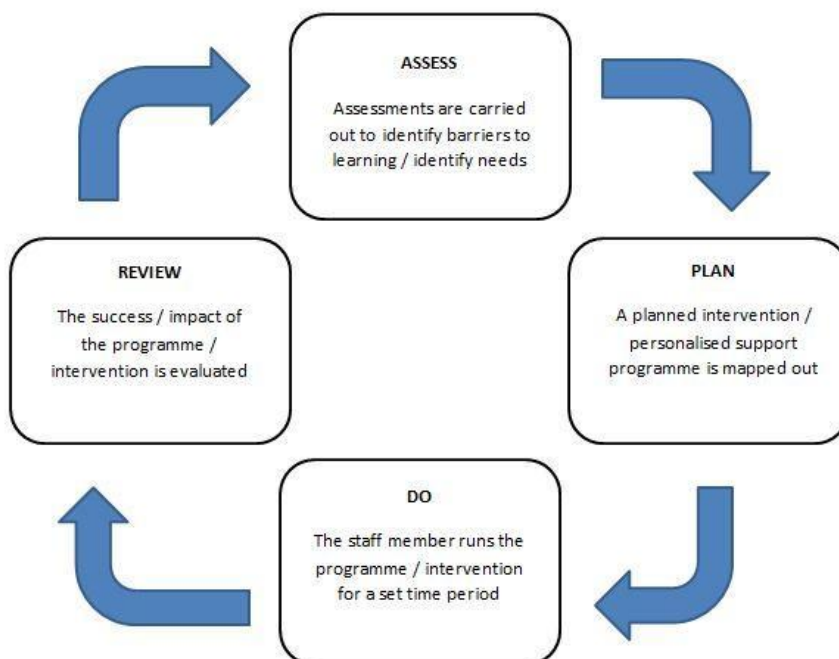 ASSESS
Assessments are carried
out to identify barriers to
learning / identify needs
REVIEW
The success / impact of
the programme /
intervention is evaluated
PLAN
A planned intervention /
personalised support
programme is mapped out
DO
The staff member runs the
programme / intervention
for a set time period